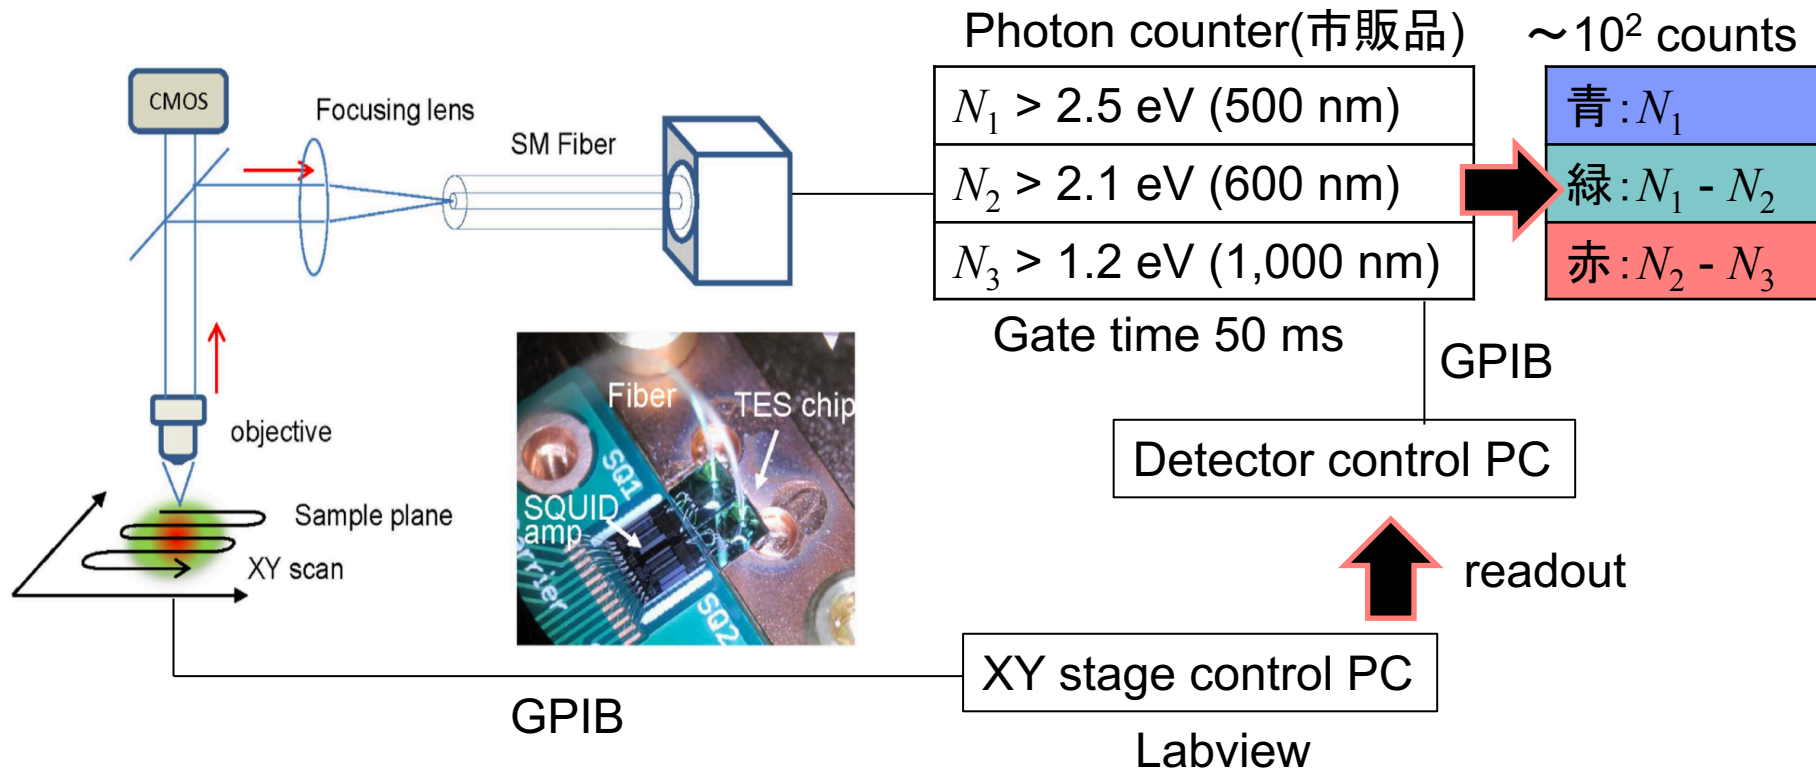 Photon counter(市販品)
～10² counts
CMOS
Focusing lens
SM Fiber
N₁ > 2.5 eV (500 nm)
N₂ > 2.1 eV (600 nm)
N₃ > 1.2 eV (1,000 nm)
青:N₁
緑:N₁ - N₂
赤:N₂ - N₃
Gate time 50 ms
GPIB
objective
Sample plane
XY scan
Fiber
TES chip
SQ1
SQUID
amp
rrier
SQ2
Detector control PC
readout
XY stage control PC
GPIB
Labview